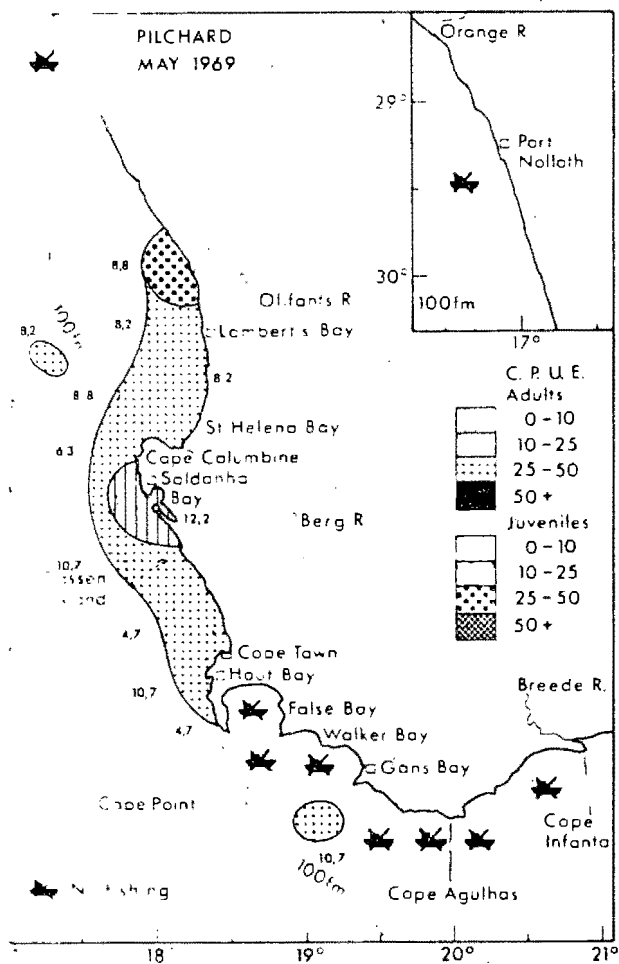 PILCHARD
MAY 1969
Orange R
29°
Port
Nolloth
30°
100fm
17°
8,8
Olifants R
8,2
Lamberts Bay
100fm
8,2
8 2
8 8
C. P. U. E.
Adults
0-10
10-25
25-50
50+
Juveniles
0-10
10-25
25-50
50+
St Helena Bay
6 3
Cape Columbine
Saldanha
Bay
12,2
Berg R
10,7
4,7
Cape Town
Hout Bay
10,7
False Bay
4,7
Walker Bay
Breede R.
Gans Bay
Cape Point
Cape
Infanta
10,7
100fm
Cape Agulhas
18
19°
20°
21°